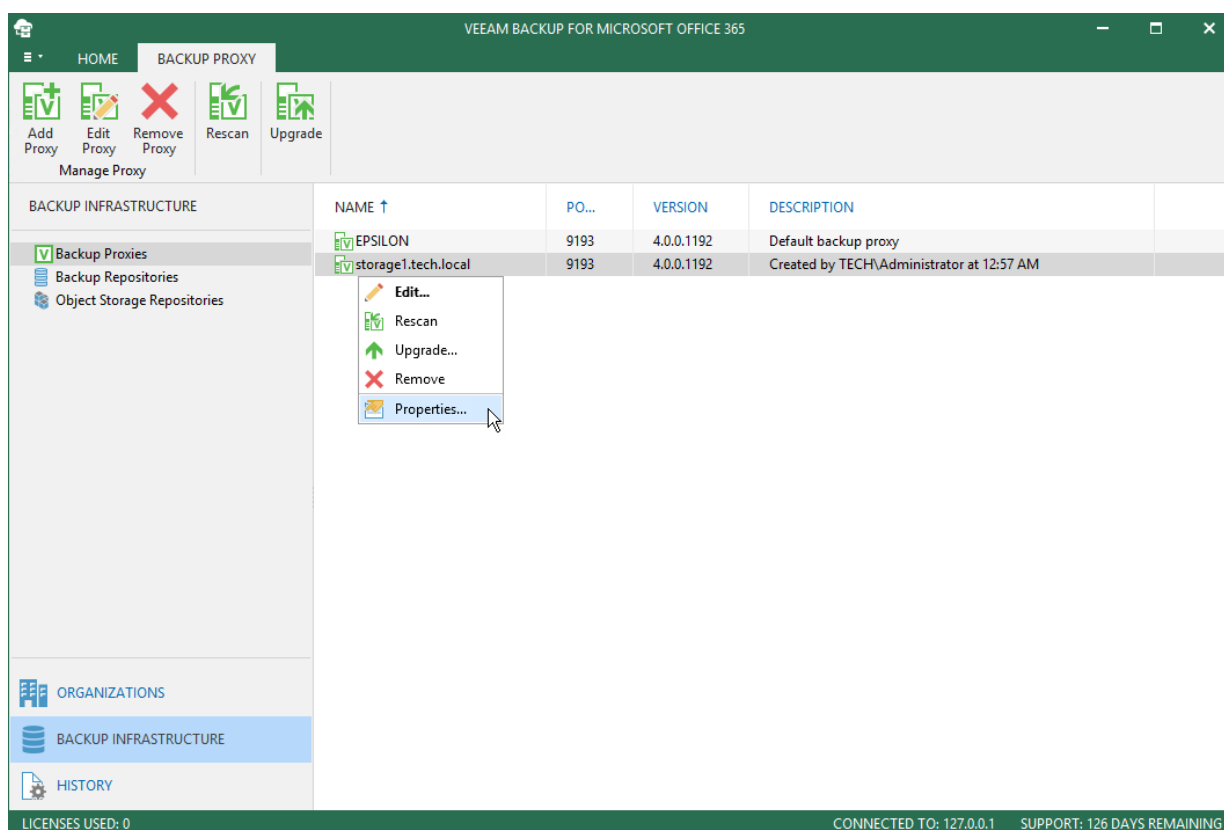 VEEAM BACKUP FOR MICROSOFT OFFICE 365
HOME BACKUP PROXY
Add Proxy
Edit Proxy
Remove Proxy
Rescan
Upgrade
Manage Proxy
BACKUP INFRASTRUCTURE
Backup Proxies
Backup Repositories
Object Storage Repositories
NAME PO... VERSION DESCRIPTION
EPSILON 9193 4.0.0.1192 Default backup proxy
storage1.tech.local 9193 4.0.0.1192 Created by TECH\Administrator at 12:57 AM
Edit...
Rescan
Upgrade...
Remove
Properties...
ORGANIZATIONS
BACKUP INFRASTRUCTURE
HISTORY
LICENSES USED: 0 CONNECTED TO: 127.0.0.1 SUPPORT: 126 DAYS REMAINING